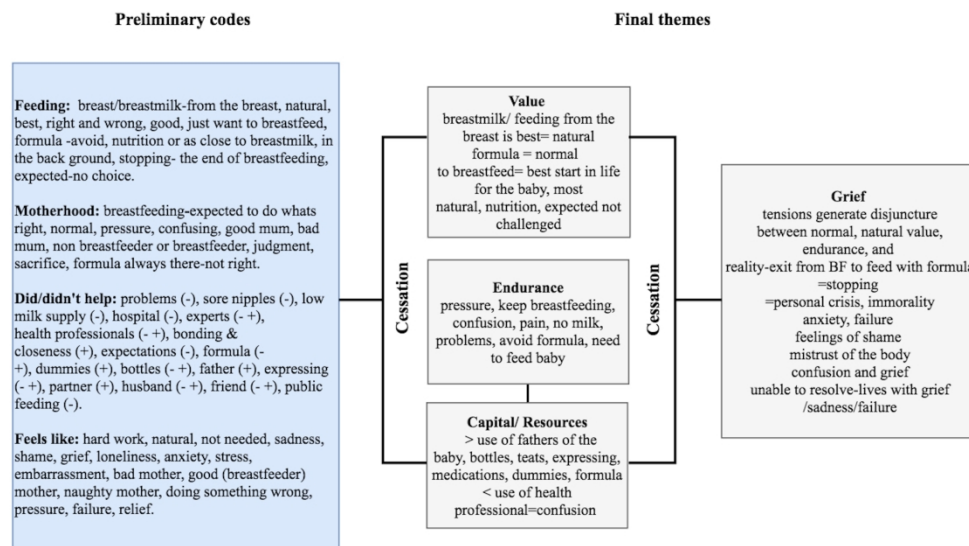 Preliminary codes
Final themes
Feeding: breast/breastmilk-from the breast, natural,
best, right and wrong, good, just want to breastfeed,
formula -avoid, nutrition or as close to breastmilk, in
the back ground, stopping- the end of breastfeeding,
expected-no choice.
Motherhood: breastfeeding-expected to do whats
right, normal, pressure, confusing, good mum, bad
mum, non breastfeeder or breastfeeder, judgment,
sacrifice, formula always there-not right.
Did/didn't help: problems (-), sore nipples (-), low
milk supply (-), hospital (-), experts (- +),
health professionals (- +), bonding &
closeness (+), expectations (-), formula (-
+), dummies (+), bottles (- +), father (+), expressing
(- +), partner (+), husband (- +), friend (- +), public
feeding (-).
Feels like: hard work, natural, not needed, sadness,
shame, grief, loneliness, anxiety, stress,
embarrassment, bad mother, good (breastfeeder)
mother, naughty mother, doing something wrong,
pressure, failure, relief.
Cessation
Value
breastmilk/ feeding from the
breast is best= natural
formula = normal
to breastfeed= best start in life
for the baby, most
natural, nutrition, expected not
challenged
Endurance
pressure, keep breastfeeding,
confusion, pain, no milk,
problems, avoid formula, need
to feed baby
Capital/ Resources
> use of fathers of the
baby, bottles, teats, expressing,
medications, dummies, formula
< use of health
professional=confusion
Cessation
Grief
tensions generate disjuncture
between normal, natural value,
endurance, and
reality-exit from BF to feed with formula
=stopping
=personal crisis, immorality
anxiety, failure
feelings of shame
mistrust of the body
confusion and grief
unable to resolve-lives with grief
/sadness/failure